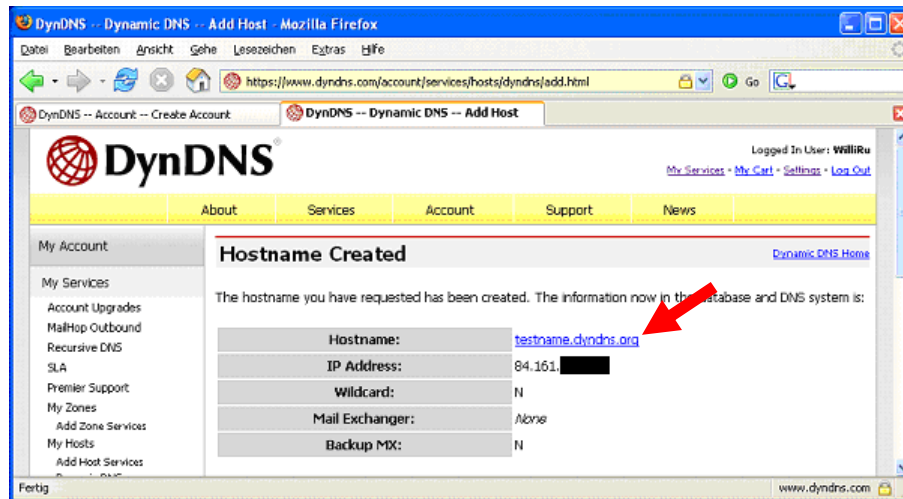 DynDNS -- Dynamic DNS -- Add Host - Mozilla Firefox
Datei Bearbeiten Ansicht Gehe Lesezeichen Extras Hilfe
https://www.dyndns.com/account/services/hosts/dyndns/add.html Go G
DynDNS -- Account -- Create Account DynDNS -- Dynamic DNS -- Add Host
DynDNS
Logged In User: WilliRu
My Services - My Cart - Settings - Log Out
About Services Account Support News
My Account
My Services
Account Upgrades
MailHop Outbound
Recursive DNS
SLA
Premier Support
My Zones
Add Zone Services
My Hosts
Add Host Services
Hostname Created
Dynamic DNS Home
The hostname you have requested has been created. The information now in the database and DNS system is:
Hostname: testname.dyndns.org
IP Address: 84.161.
Wildcard: N
Mail Exchanger: None
Backup MX: N
Fertig www.dyndns.com